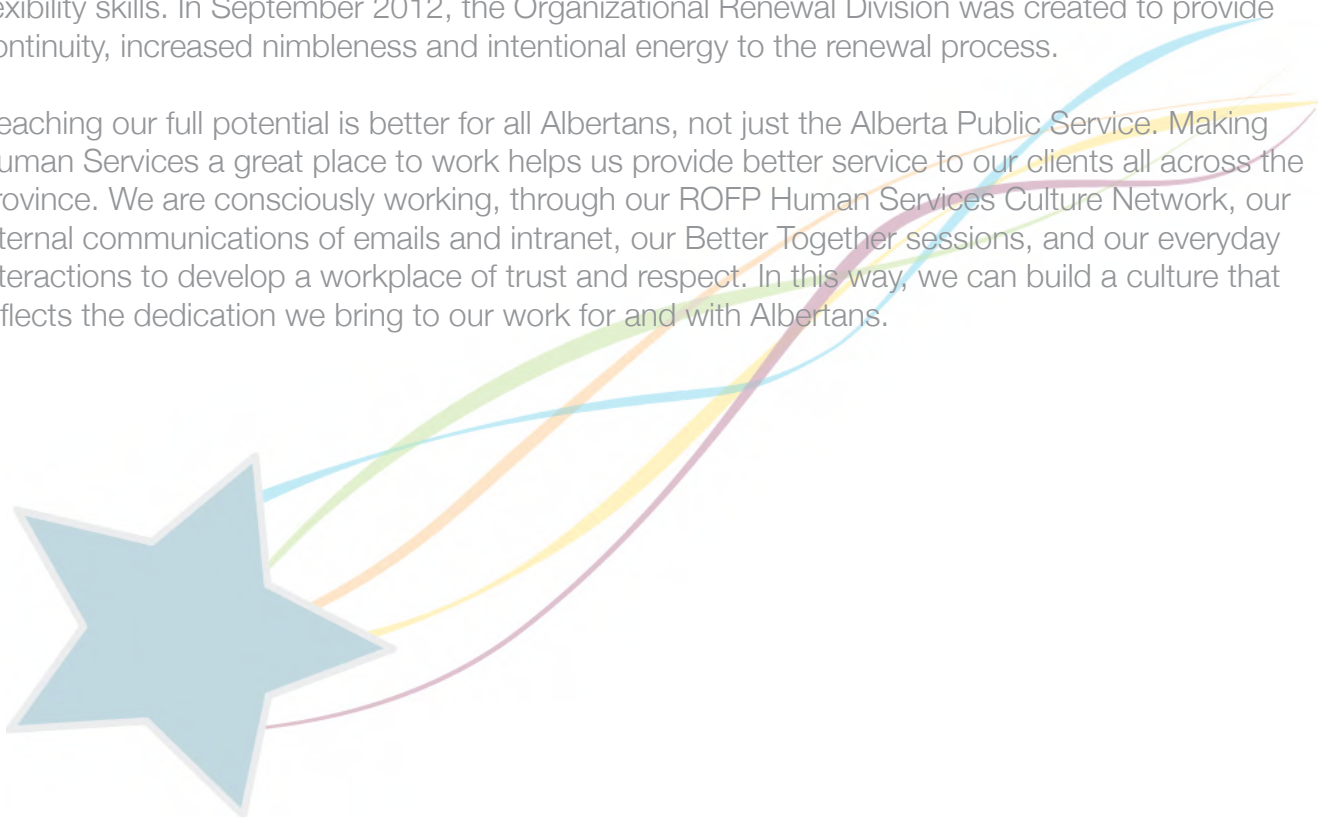 exibility skills. In September 2012, the Organizational Renewal Division was created to provide
ontinuity, increased nimbleness and intentional energy to the renewal process.
eaching our full potential is better for all Albertans, not just the Alberta Public Service. Making
uman Services a great place to work helps us provide better service to our clients all across the
rovince. We are consciously working, through our ROFP Human Services Culture Network, our
ternal communications of emails and intranet, our Better Together sessions, and our everyday
teractions to develop a workplace of trust and respect. In this way, we can build a culture that
flects the dedication we bring to our work for and with Albertans.